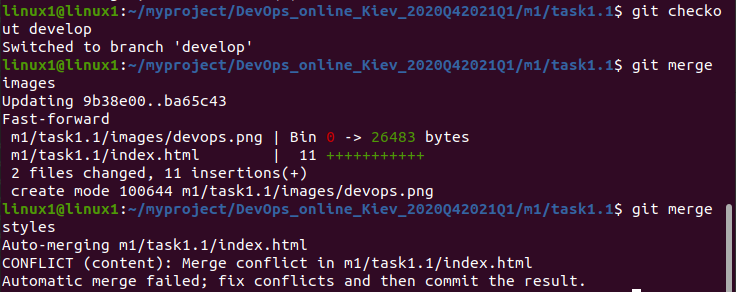 linux1@linux1:~/myproject/DevOps_online_Kiev_2020Q42021Q1/m1/task1.1$ git checko
ut develop
Switched to branch 'develop'
linux1@linux1:~/myproject/DevOps_online_Kiev_2020Q42021Q1/m1/task1.1$ git merge
images
Updating 9b38e00..ba65c43
Fast-forward
 m1/task1.1/images/devops.png | Bin 0 -> 26483 bytes
 m1/task1.1/index.html        |  11 +++++++++++
 2 files changed, 11 insertions(+)
 create mode 100644 m1/task1.1/images/devops.png
linux1@linux1:~/myproject/DevOps_online_Kiev_2020Q42021Q1/m1/task1.1$ git merge
styles
Auto-merging m1/task1.1/index.html
CONFLICT (content): Merge conflict in m1/task1.1/index.html
Automatic merge failed; fix conflicts and then commit the result.